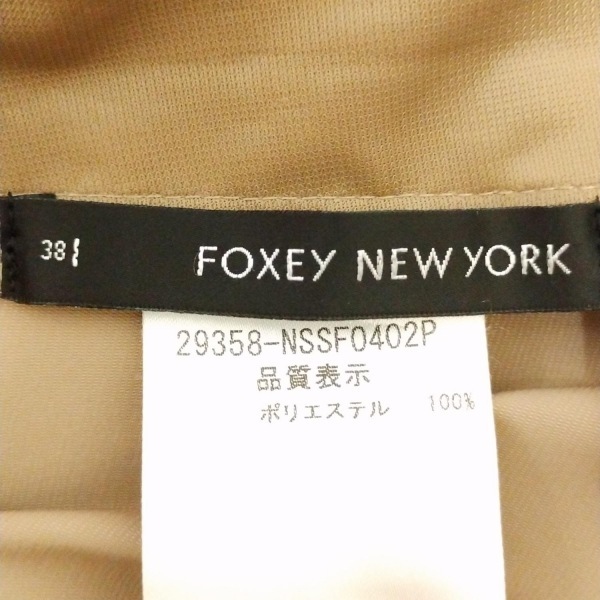 38
FOXEY NEW YORK
29358-NSSF0402P
品質表示
ポリエステル 100%